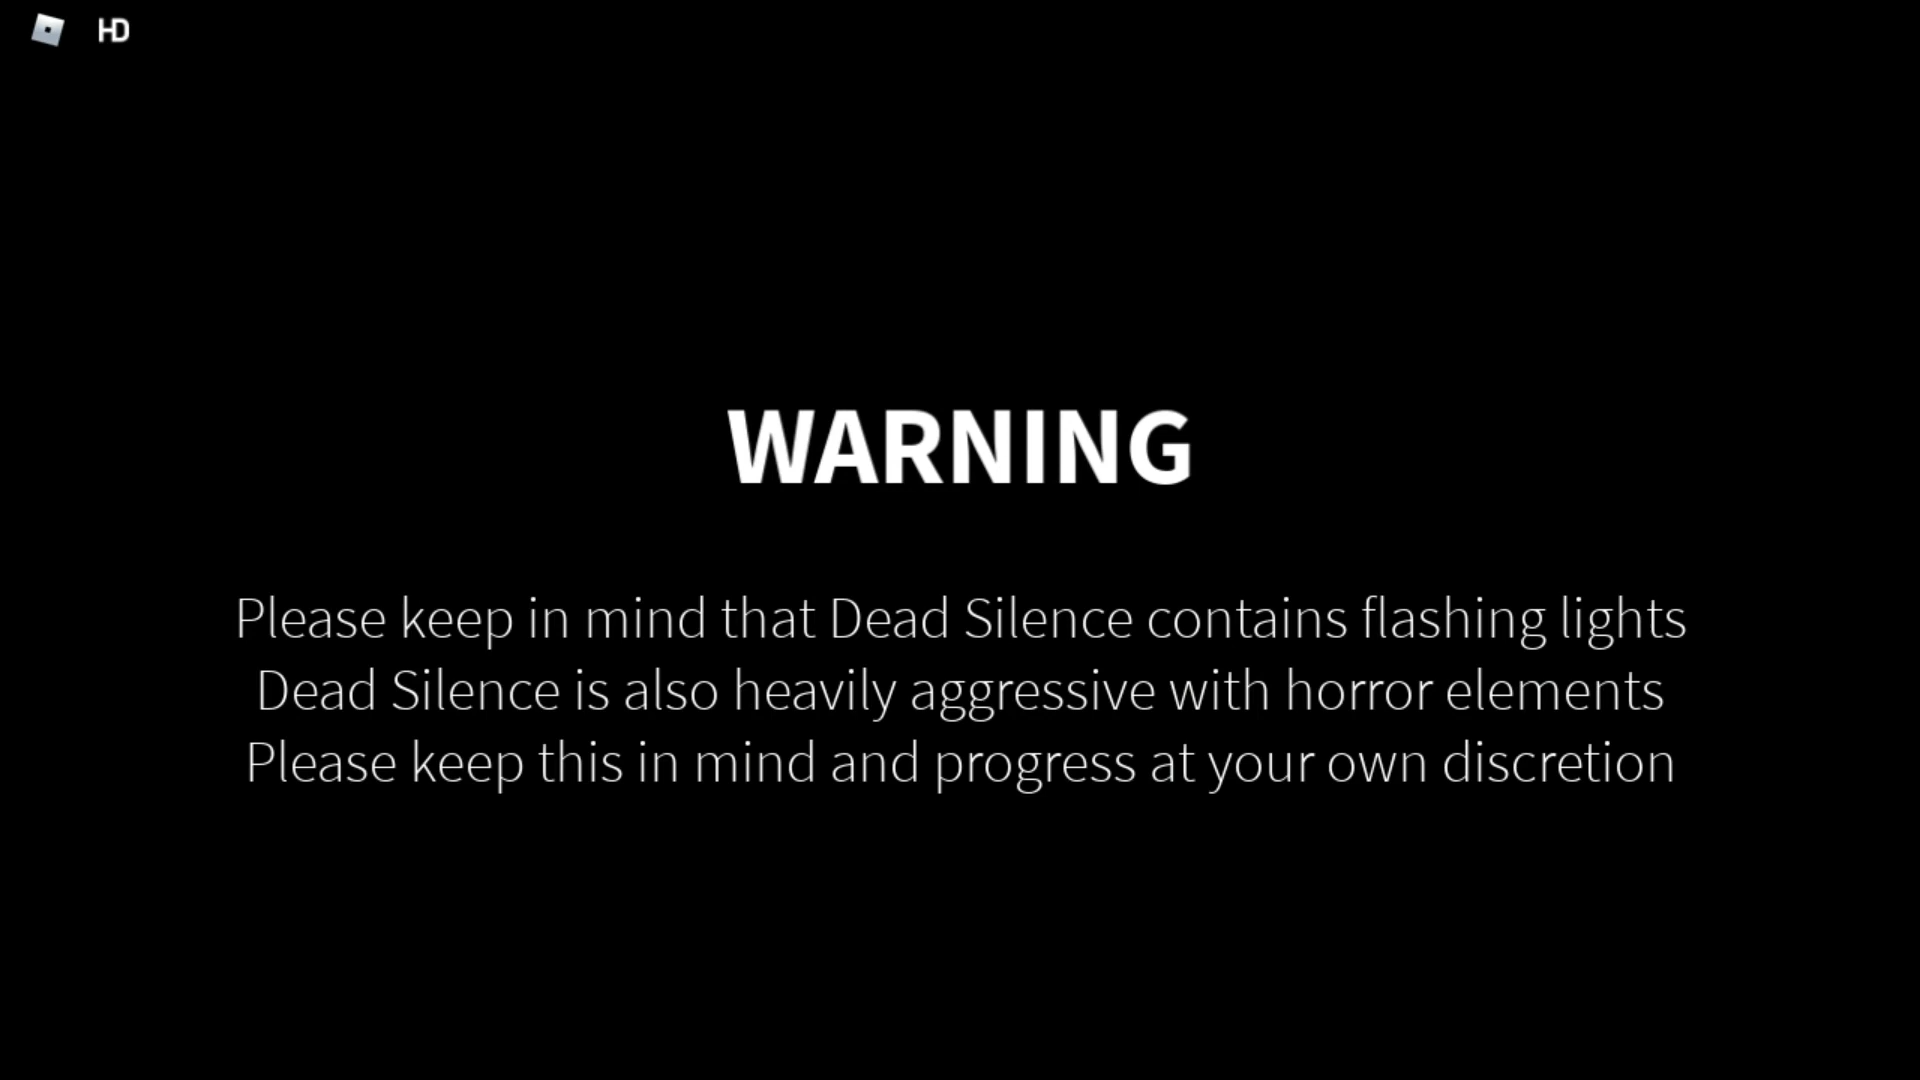 HD
WARNING
Please keep in mind that Dead Silence contains flashing lights
Dead Silence is also heavily aggressive with horror elements
Please keep this in mind and progress at your own discretion